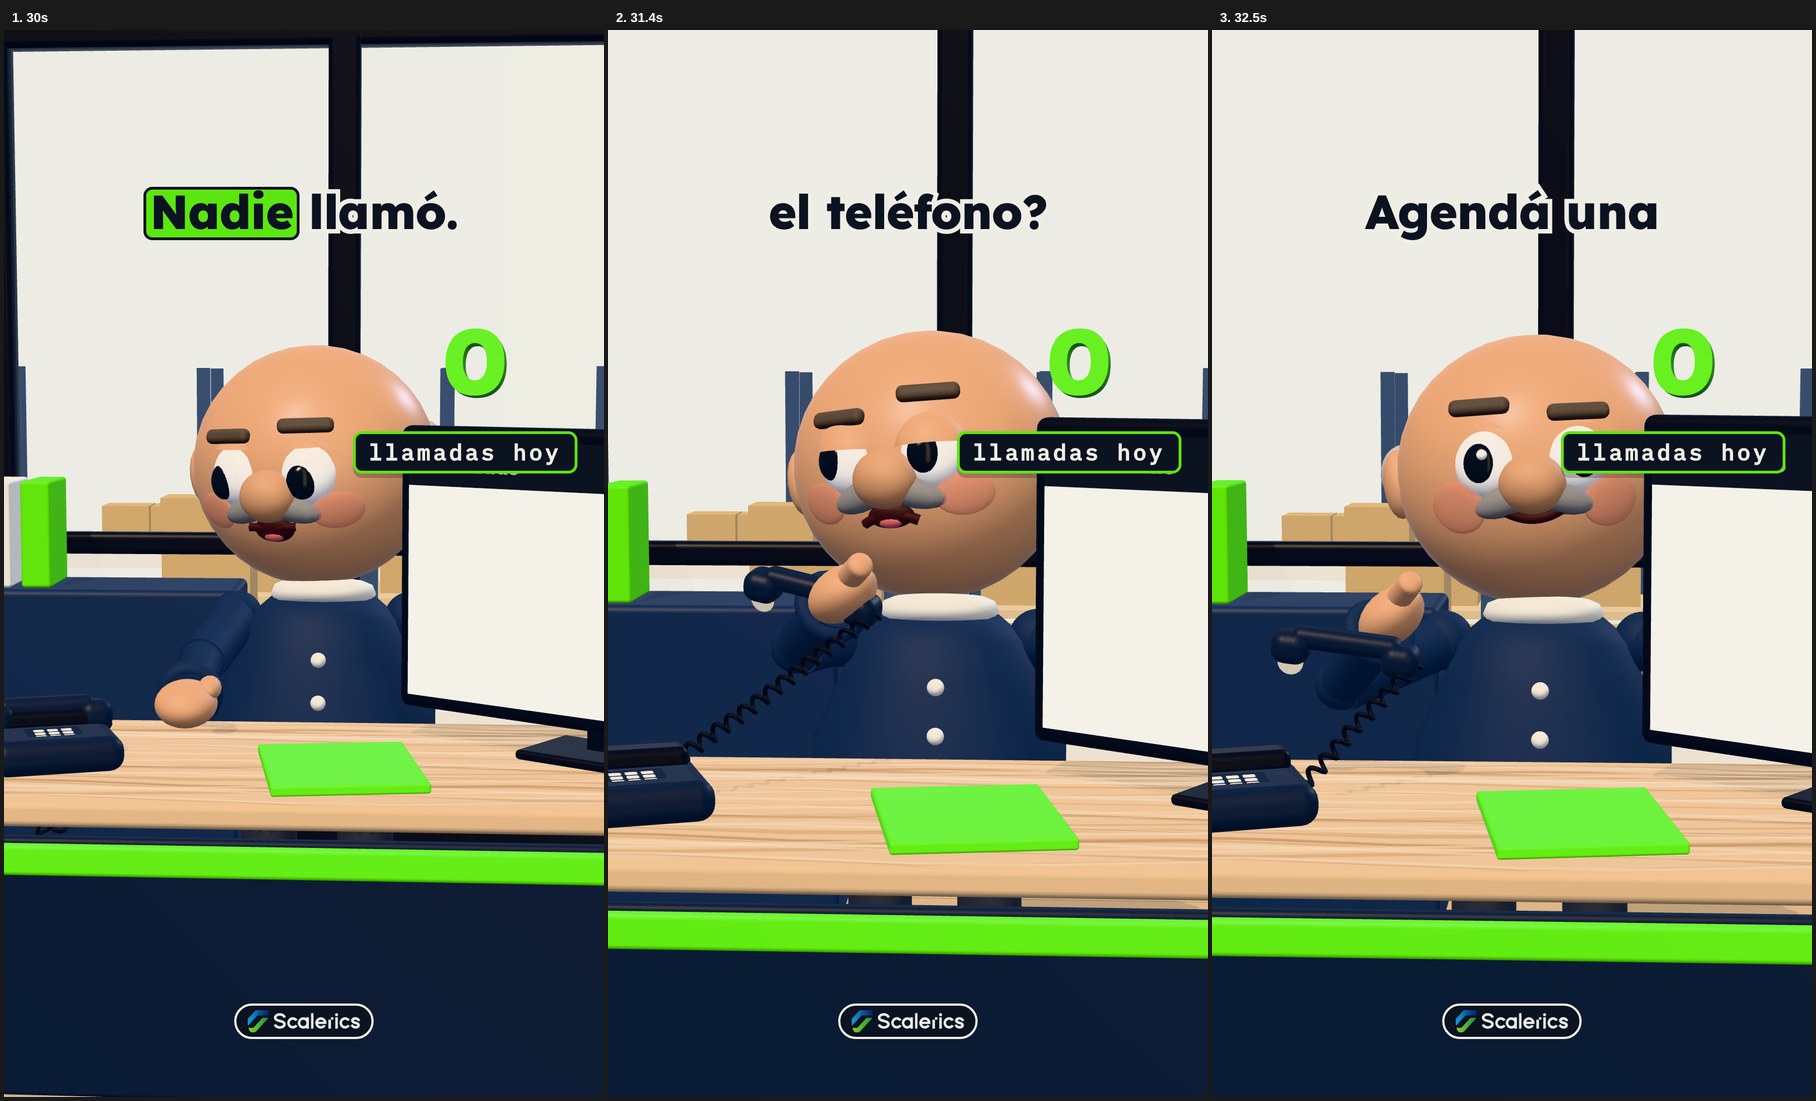 1. 30s
Nadie llamó.
0
llamadas hoy
Scalerics
2. 31.4s
el teléfono?
0
llamadas hoy
Scalerics
3. 32.5s
Agendá una
0
llamadas hoy
Scalerics